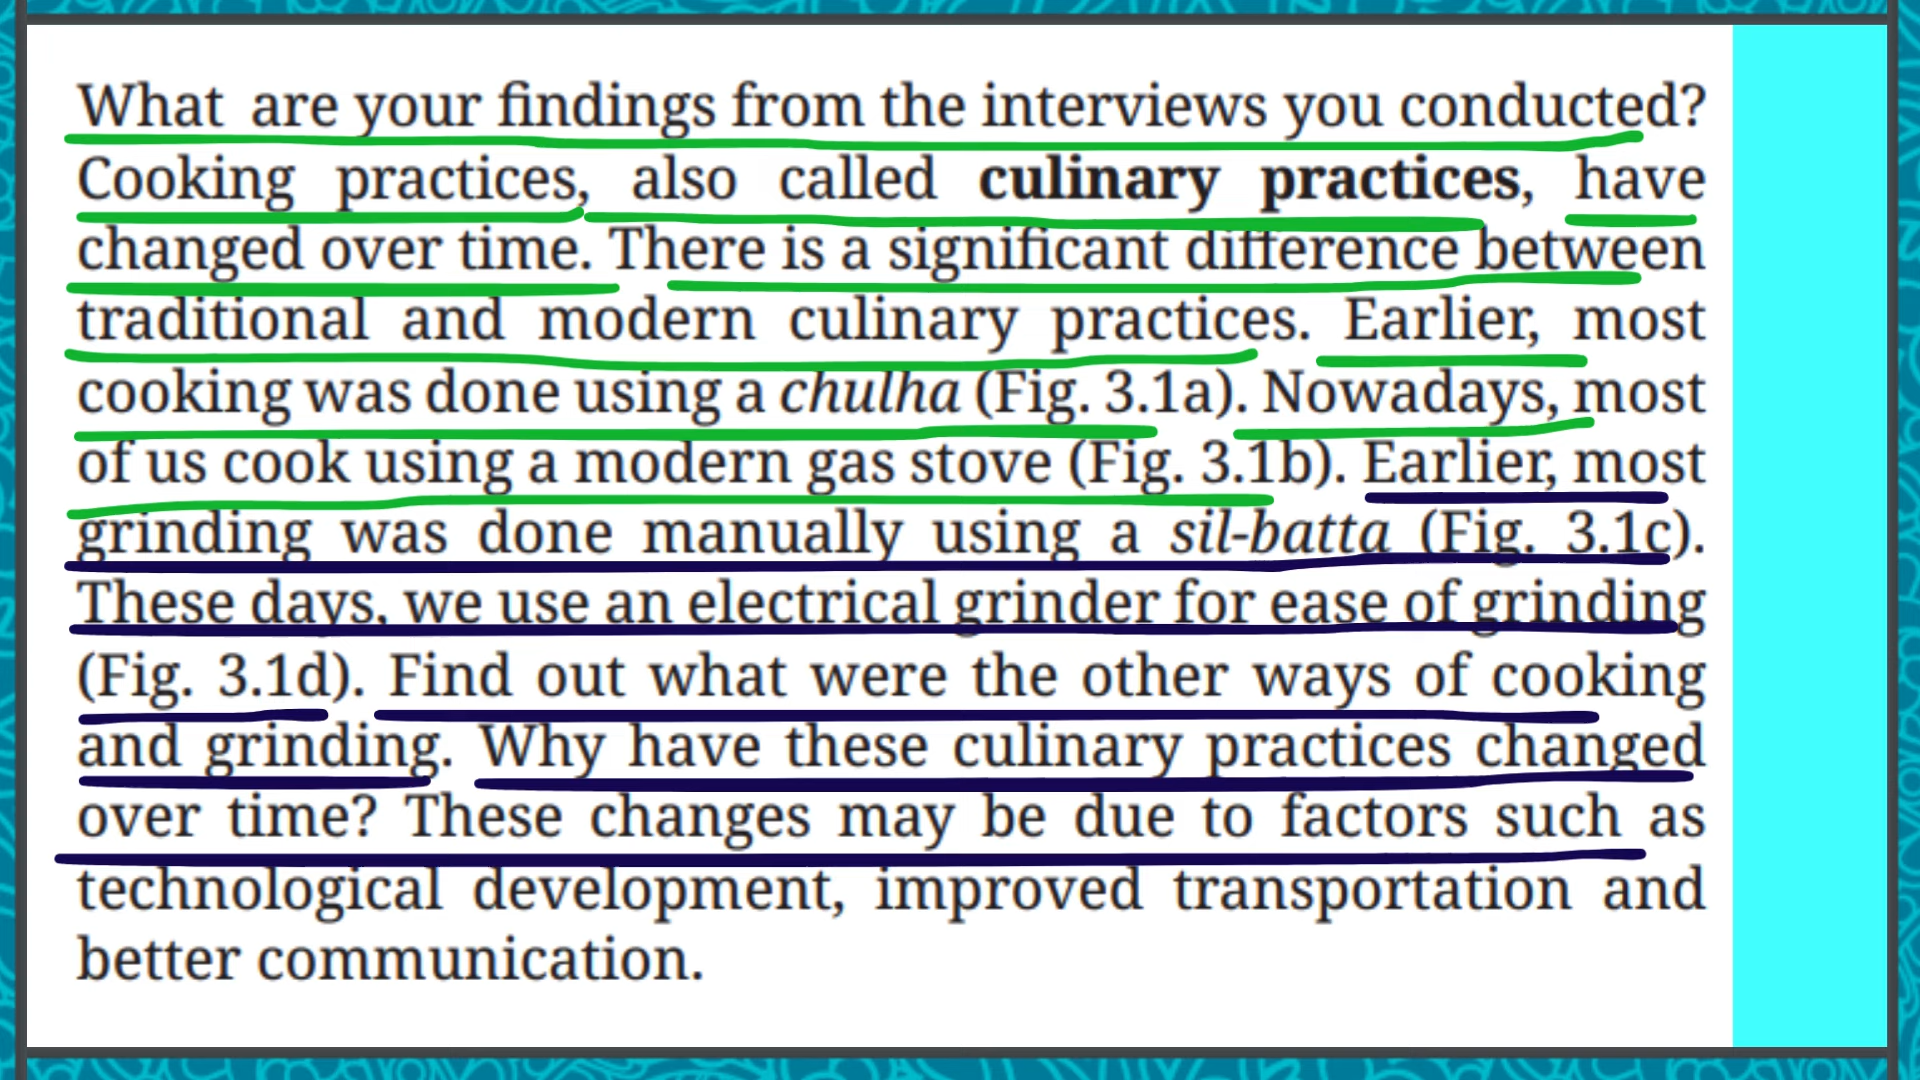 What are your findings from the interviews you conducted?
Cooking practices, also called culinary practices, have
changed over time. There is a significant difference between
traditional and modern culinary practices. Earlier, most
cooking was done using a chulha (Fig. 3.1a). Nowadays, most
of us cook using a modern gas stove (Fig. 3.1b). Earlier, most
grinding was done manually using a sil-batta (Fig. 3.1c).
These days, we use an electrical grinder for ease of grinding
(Fig. 3.1d). Find out what were the other ways of cooking
and grinding. Why have these culinary practices changed
over time? These changes may be due to factors such as
technological development, improved transportation and
better communication.